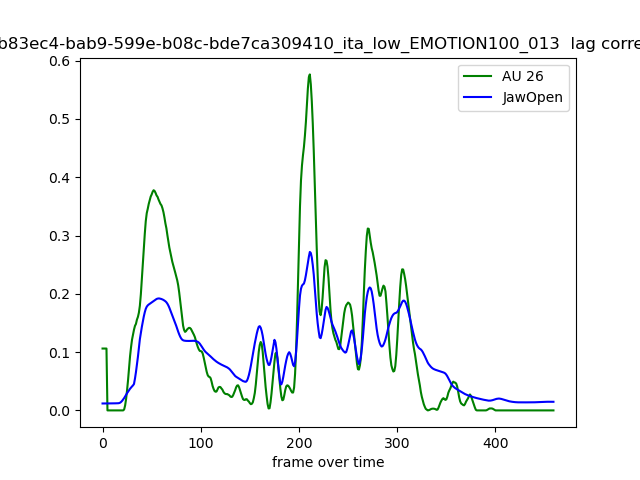 b83ec4-bab9-599e-b08c-bde7ca309410_ita_low_EMOTION100_013 lag corre
AU 26
JawOpen
0.6
0.5
0.4
0.3
0.2
0.1
0.0
0 100 200 300 400
frame over time